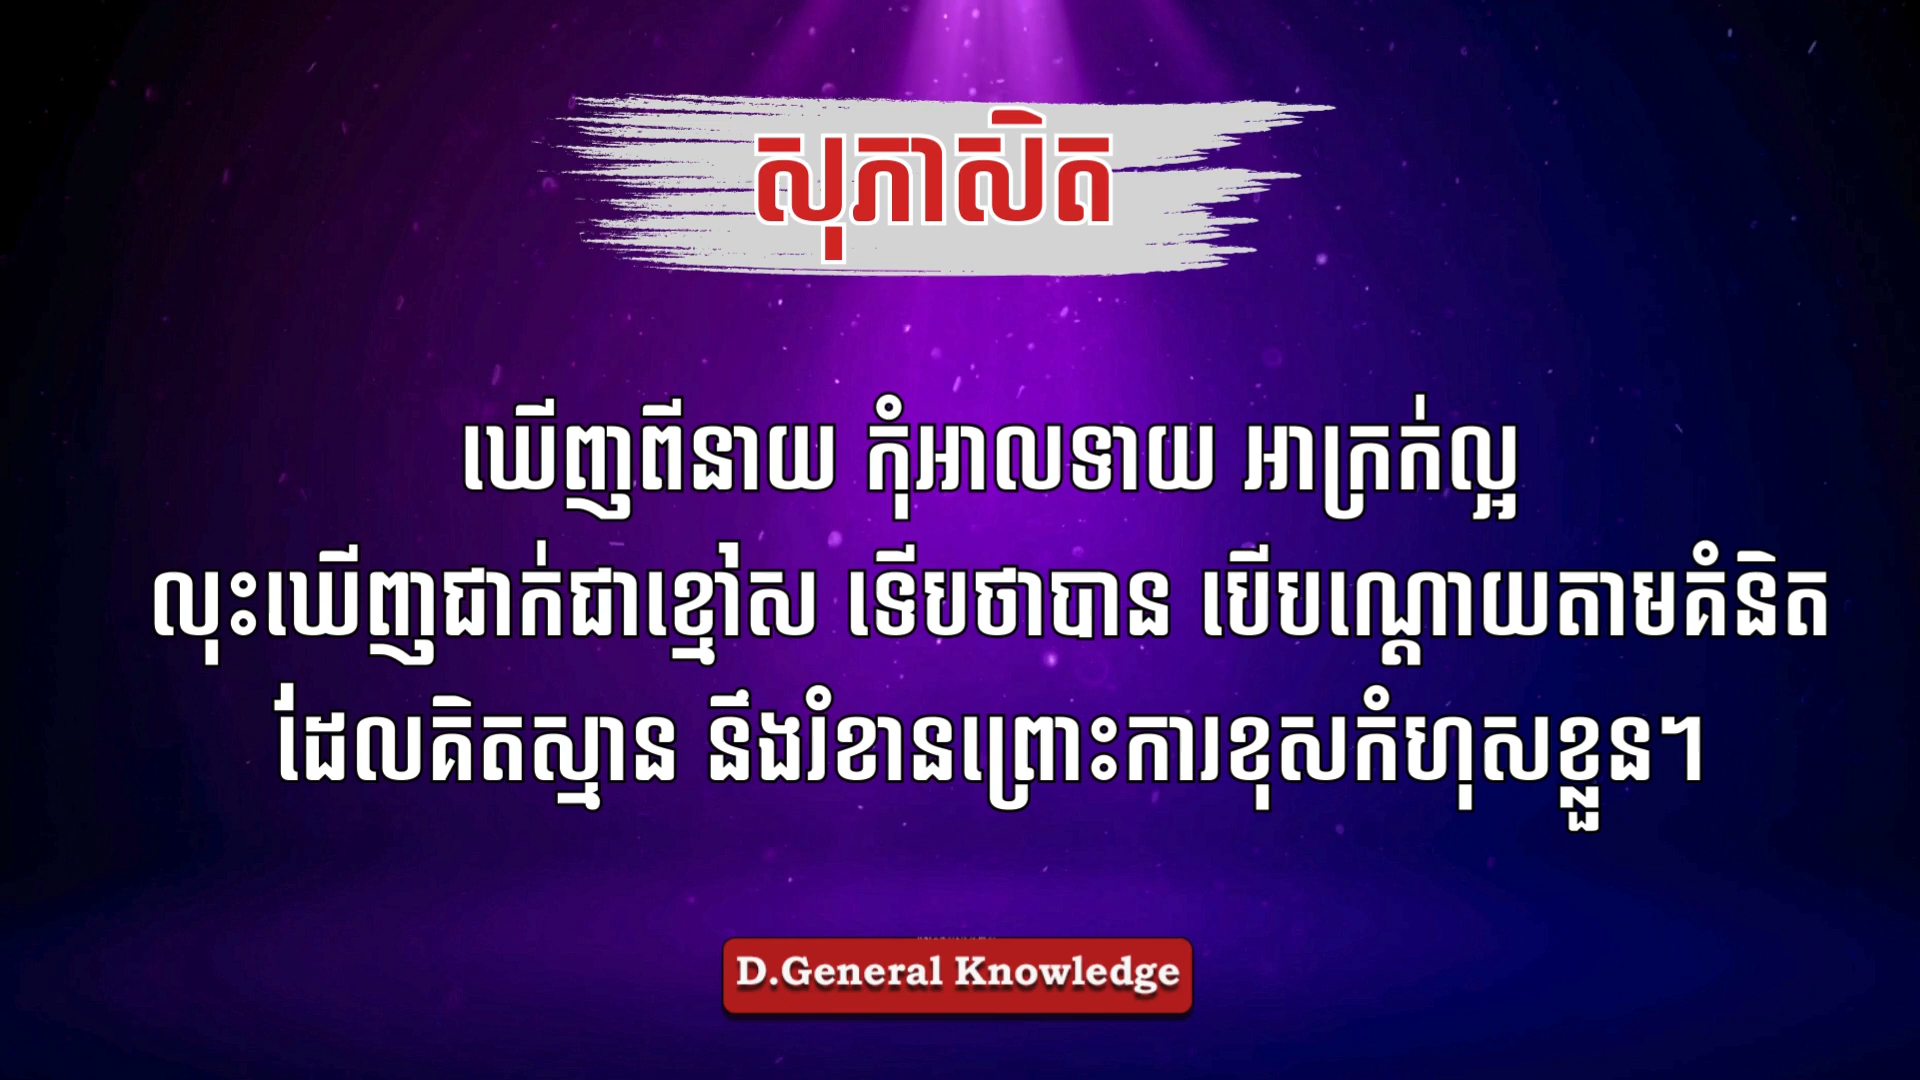 សុភាសិត
ឃើញពីនាយ កុំអាលទាយ អាក្រក់ល្អ
លុះឃើញជាក់ជាខ្មៅស ទើបថាបាន បើបណ្ដោយតាមគំនិត
ដែលគិតស្មាន នឹងរំខានព្រោះការខុសកំហុសខ្លួន។
D.General Knowledge